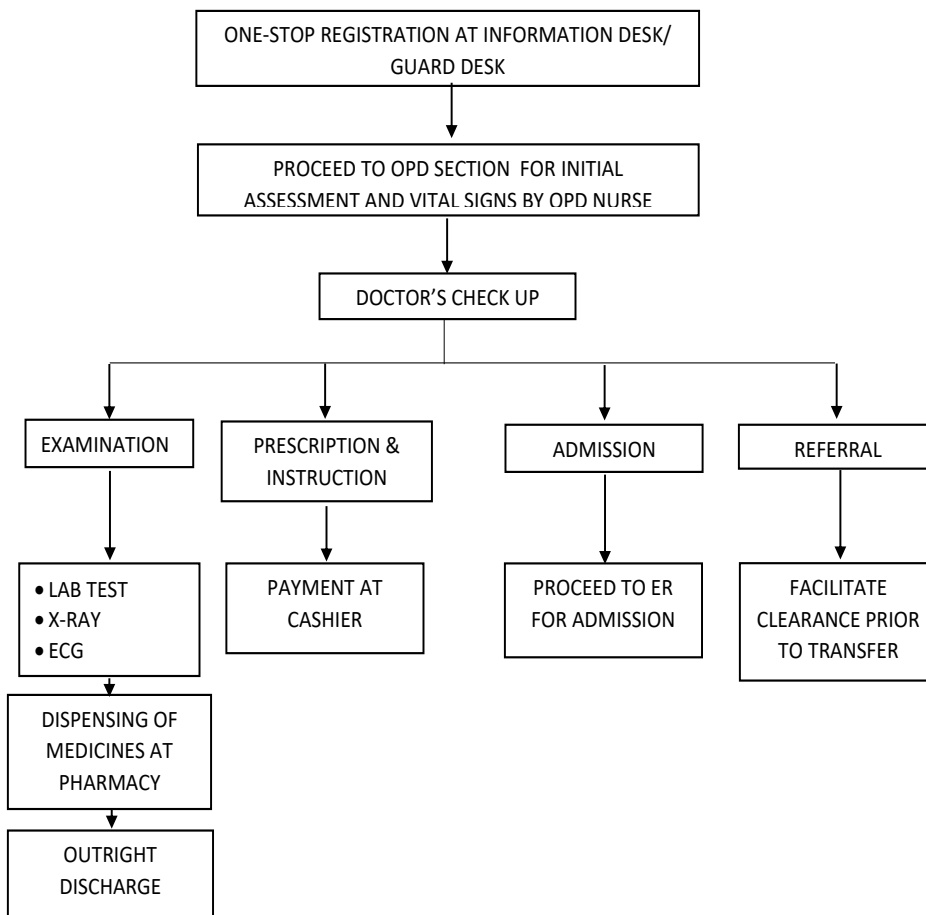 ONE-STOP REGISTRATION AT INFORMATION DESK/
GUARD DESK
PROCEED TO OPD SECTION FOR INITIAL
ASSESSMENT AND VITAL SIGNS BY OPD NURSE
DOCTOR’S CHECK UP
EXAMINATION
PRESCRIPTION &
INSTRUCTION
ADMISSION
REFERRAL
• LAB TEST
• X-RAY
• ECG
PAYMENT AT
CASHIER
PROCEED TO ER
FOR ADMISSION
FACILITATE
CLEARANCE PRIOR
TO TRANSFER
DISPENSING OF
MEDICINES AT
PHARMACY
OUTRIGHT
DISCHARGE